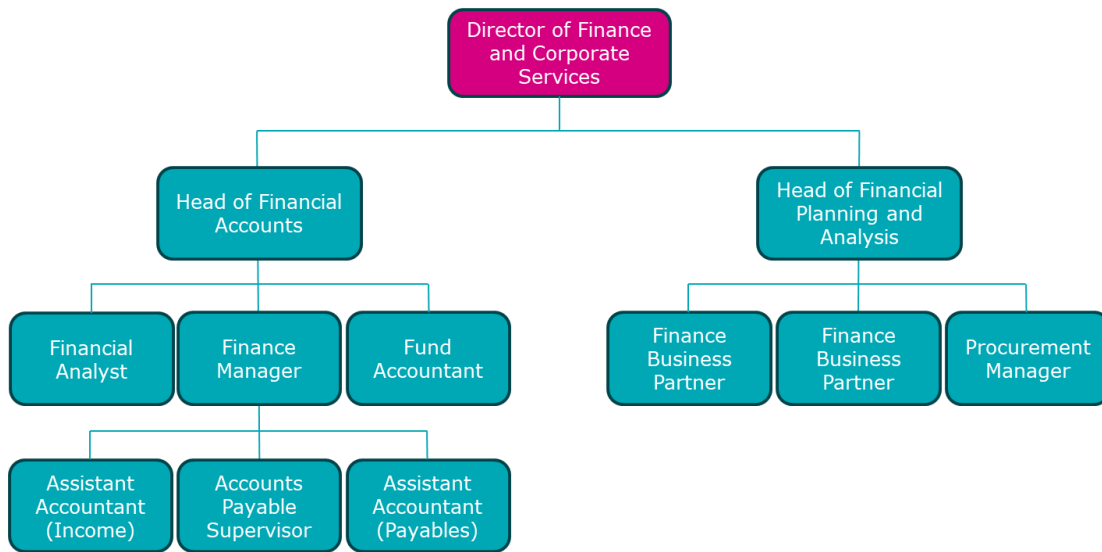 Director of Finance
and Corporate
Services
Head of Financial
Accounts
Head of Financial
Planning and
Analysis
Financial
Analyst
Finance
Manager
Fund
Accountant
Finance
Business
Partner
Finance
Business
Partner
Procurement
Manager
Assistant
Accountant
(Income)
Accounts
Payable
Supervisor
Assistant
Accountant
(Payables)